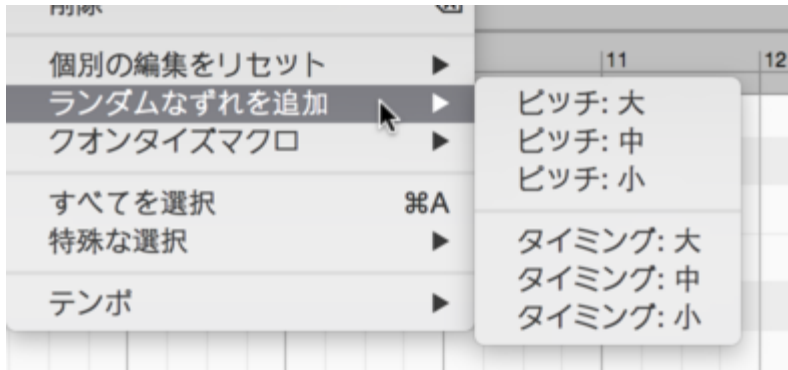 削除
個別の編集をリセット
ランダムなずれを追加
クオンタイズマクロ
すべてを選択 ⌘A
特殊な選択
テンポ
11 12
ピッチ: 大
ピッチ: 中
ピッチ: 小
タイミング: 大
タイミング: 中
タイミング: 小